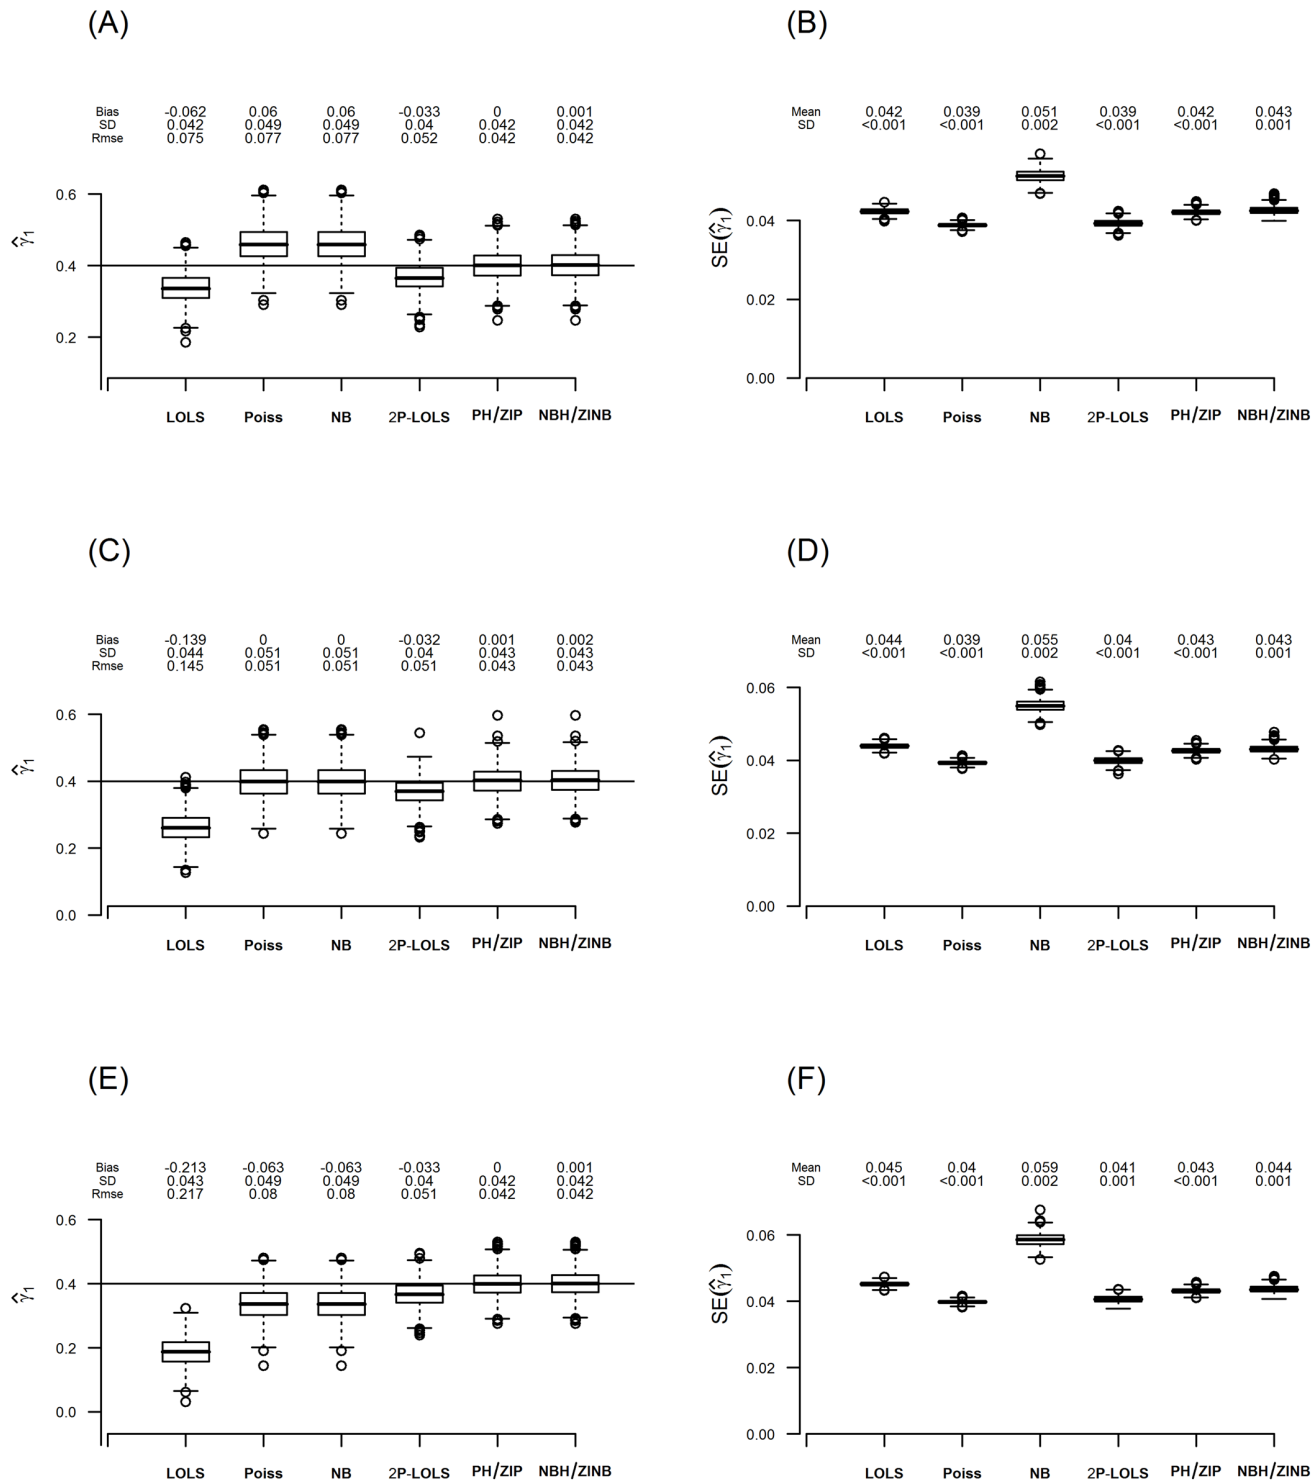 (A)
Bias -0.062 0.06 0.06 -0.033 0 0.001
SD 0.042 0.049 0.049 0.04 0.042 0.042
Rmse 0.075 0.077 0.077 0.052 0.042 0.042
γ̂₁
0.6
0.4
0.2
LOLS Poiss NB 2P-LOLS PH/ZIP NBH/ZINB
(B)
Mean 0.042 0.039 0.051 0.039 0.042 0.043
SD <0.001 <0.001 0.002 <0.001 <0.001 0.001
SE(γ̂₁)
0.04
0.02
0.00
LOLS Poiss NB 2P-LOLS PH/ZIP NBH/ZINB
(C)
Bias -0.139 0 0 -0.032 0.001 0.002
SD 0.044 0.051 0.051 0.04 0.043 0.043
Rmse 0.145 0.051 0.051 0.051 0.043 0.043
γ̂₁
0.6
0.4
0.2
0.0
LOLS Poiss NB 2P-LOLS PH/ZIP NBH/ZINB
(D)
Mean 0.044 0.039 0.055 0.04 0.043 0.043
SD <0.001 <0.001 0.002 <0.001 <0.001 0.001
SE(γ̂₁)
0.06
0.04
0.02
0.00
LOLS Poiss NB 2P-LOLS PH/ZIP NBH/ZINB
(E)
Bias -0.213 -0.063 -0.063 -0.033 0 0.001
SD 0.043 0.049 0.049 0.04 0.042 0.042
Rmse 0.217 0.08 0.08 0.051 0.042 0.042
γ̂₁
0.6
0.4
0.2
0.0
LOLS Poiss NB 2P-LOLS PH/ZIP NBH/ZINB
(F)
Mean 0.045 0.04 0.059 0.041 0.043 0.044
SD <0.001 <0.001 0.002 0.001 <0.001 0.001
SE(γ̂₁)
0.06
0.04
0.02
0.00
LOLS Poiss NB 2P-LOLS PH/ZIP NBH/ZINB